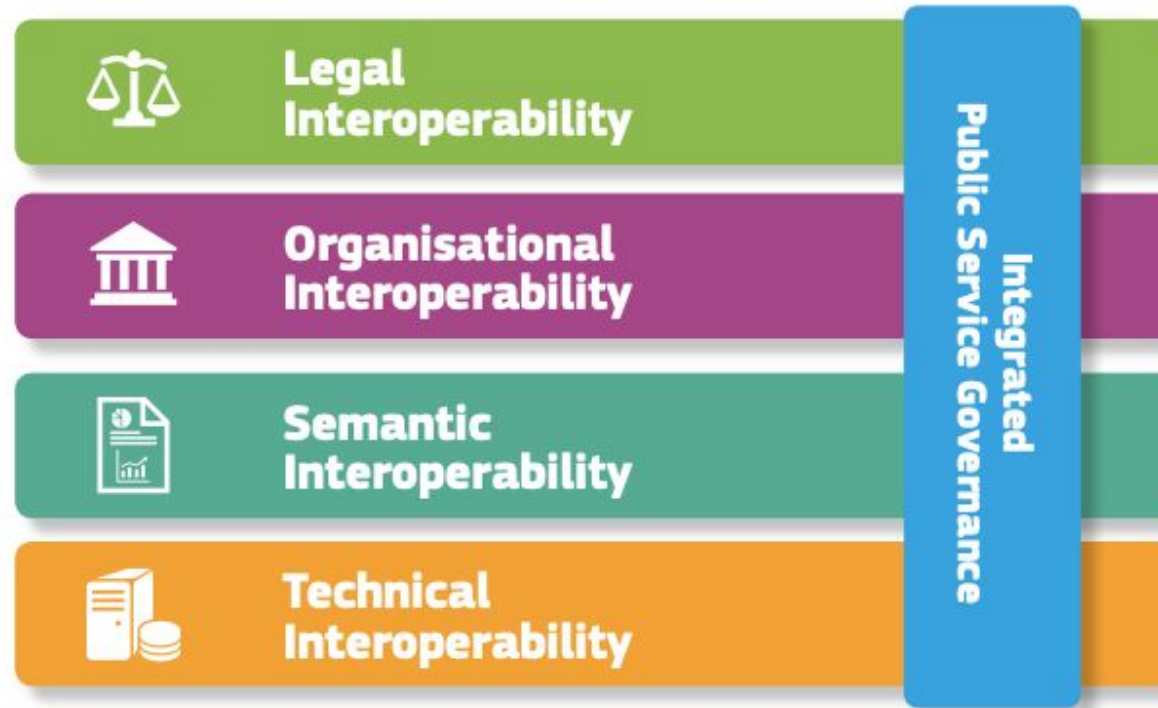 Legal
Interoperability
Organisational
Interoperability
Semantic
Interoperability
Technical
Interoperability
Integrated
Public Service Governance